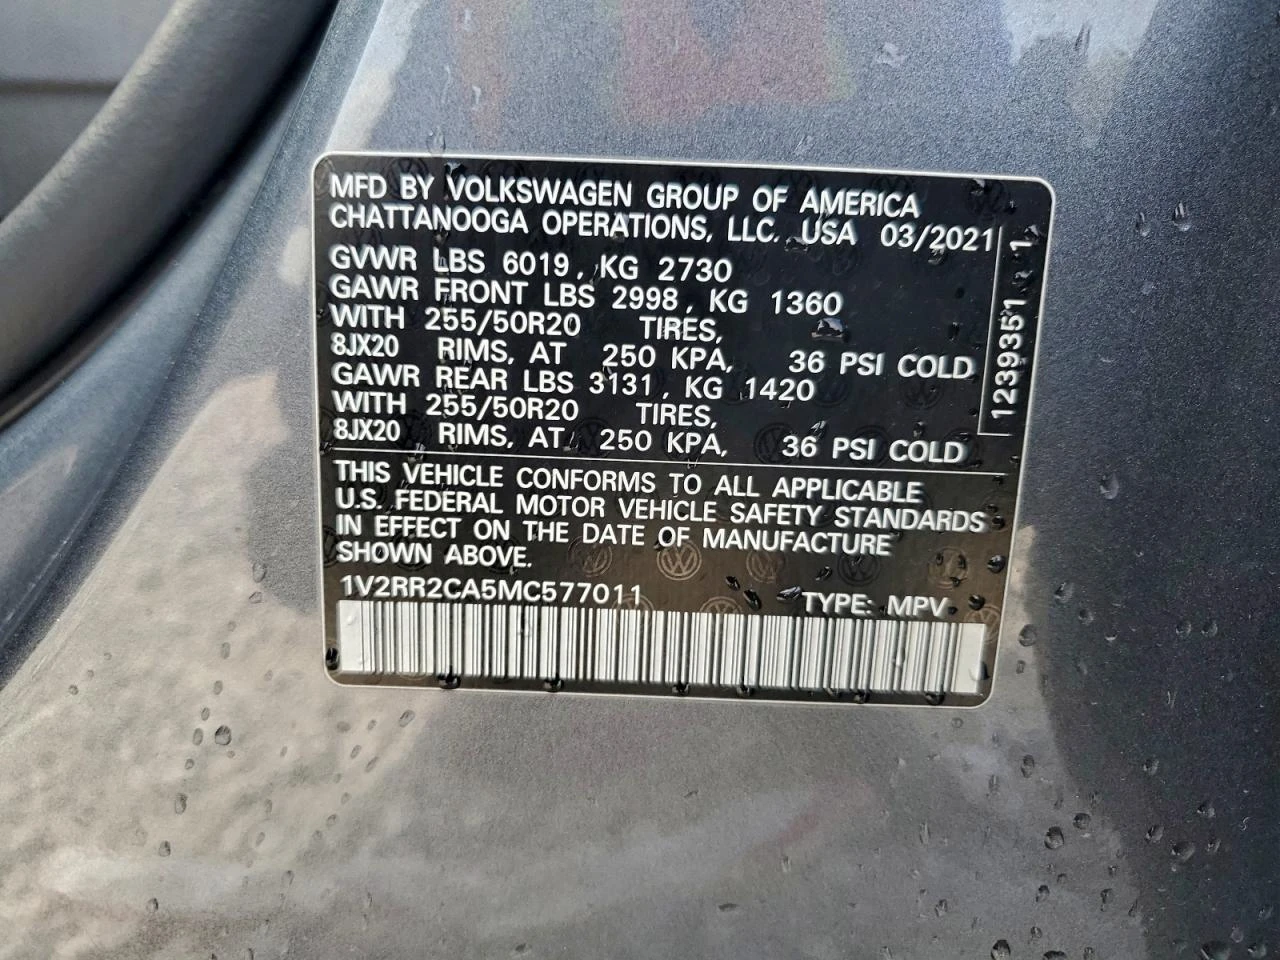 MFD BY VOLKSWAGEN GROUP OF AMERICA
CHATTANOOGA OPERATIONS, LLC. USA 03/2021
GVWR LBS 6019, KG 2730
GAWR FRONT LBS 2998, KG 1360
WITH 255/50R20 TIRES,
8JX20 RIMS, AT 250 KPA, 36 PSI COLD
GAWR REAR LBS 3131, KG 1420
WITH 255/50R20 TIRES,
8JX20 RIMS, AT 250 KPA, 36 PSI COLD
1239351 1
THIS VEHICLE CONFORMS TO ALL APPLICABLE
U.S. FEDERAL MOTOR VEHICLE SAFETY STANDARDS
IN EFFECT ON THE DATE OF MANUFACTURE
SHOWN ABOVE.
1V2RR2CA5MC577011 TYPE: MPV